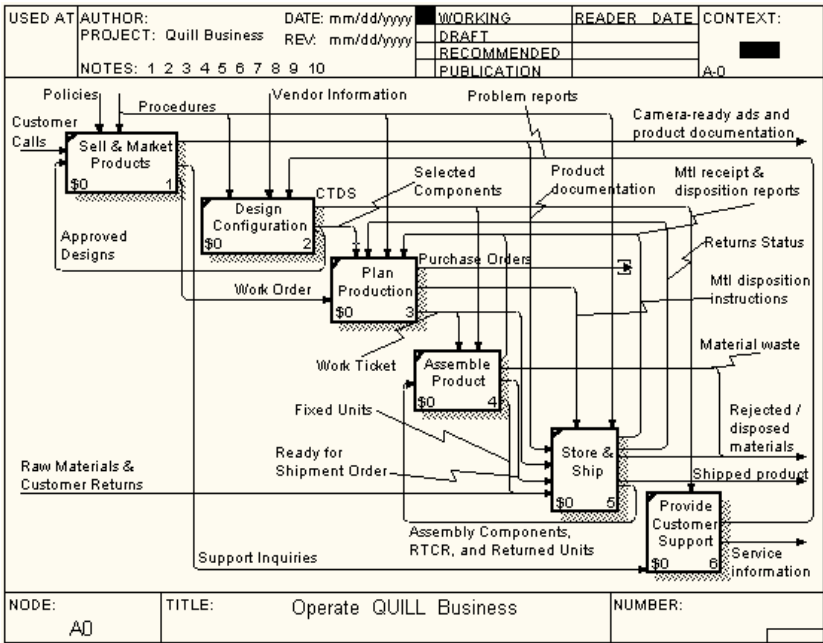 USED AT
AUTHOR:
DATE: mm/dd/yyyy
WORKING
READER
DATE
CONTEXT:
PROJECT: Quill Business
REV: mm/dd/yyyy
DRAFT
RECOMMENDED
NOTES: 1 2 3 4 5 6 7 8 9 10
PUBLICATION
A-0
Policies
Procedures
Vendor Information
Problem reports
Customer
Calls
Camera-ready ads and
product documentation
Sell & Market
Products
$0
1
Selected
Components
Product
documentation
Mtl receipt &
disposition reports
CTDS
Design
Configuration
$0
2
Approved
Designs
Returns Status
Purchase Orders
Plan
Production
$0
3
Work Order
Mtl disposition
instructions
Material waste
Work Ticket
Assemble
Product
$0
4
Fixed Units
Rejected /
disposed
materials
Ready for
Shipment Order
Store &
Ship
$0
5
Raw Materials &
Customer Returns
Shipped product
Provide
Customer
Support
$0
6
Assembly Components,
RTCR, and Returned Units
Support Inquiries
Service
information
NODE:
A0
TITLE:
Operate QUILL Business
NUMBER: